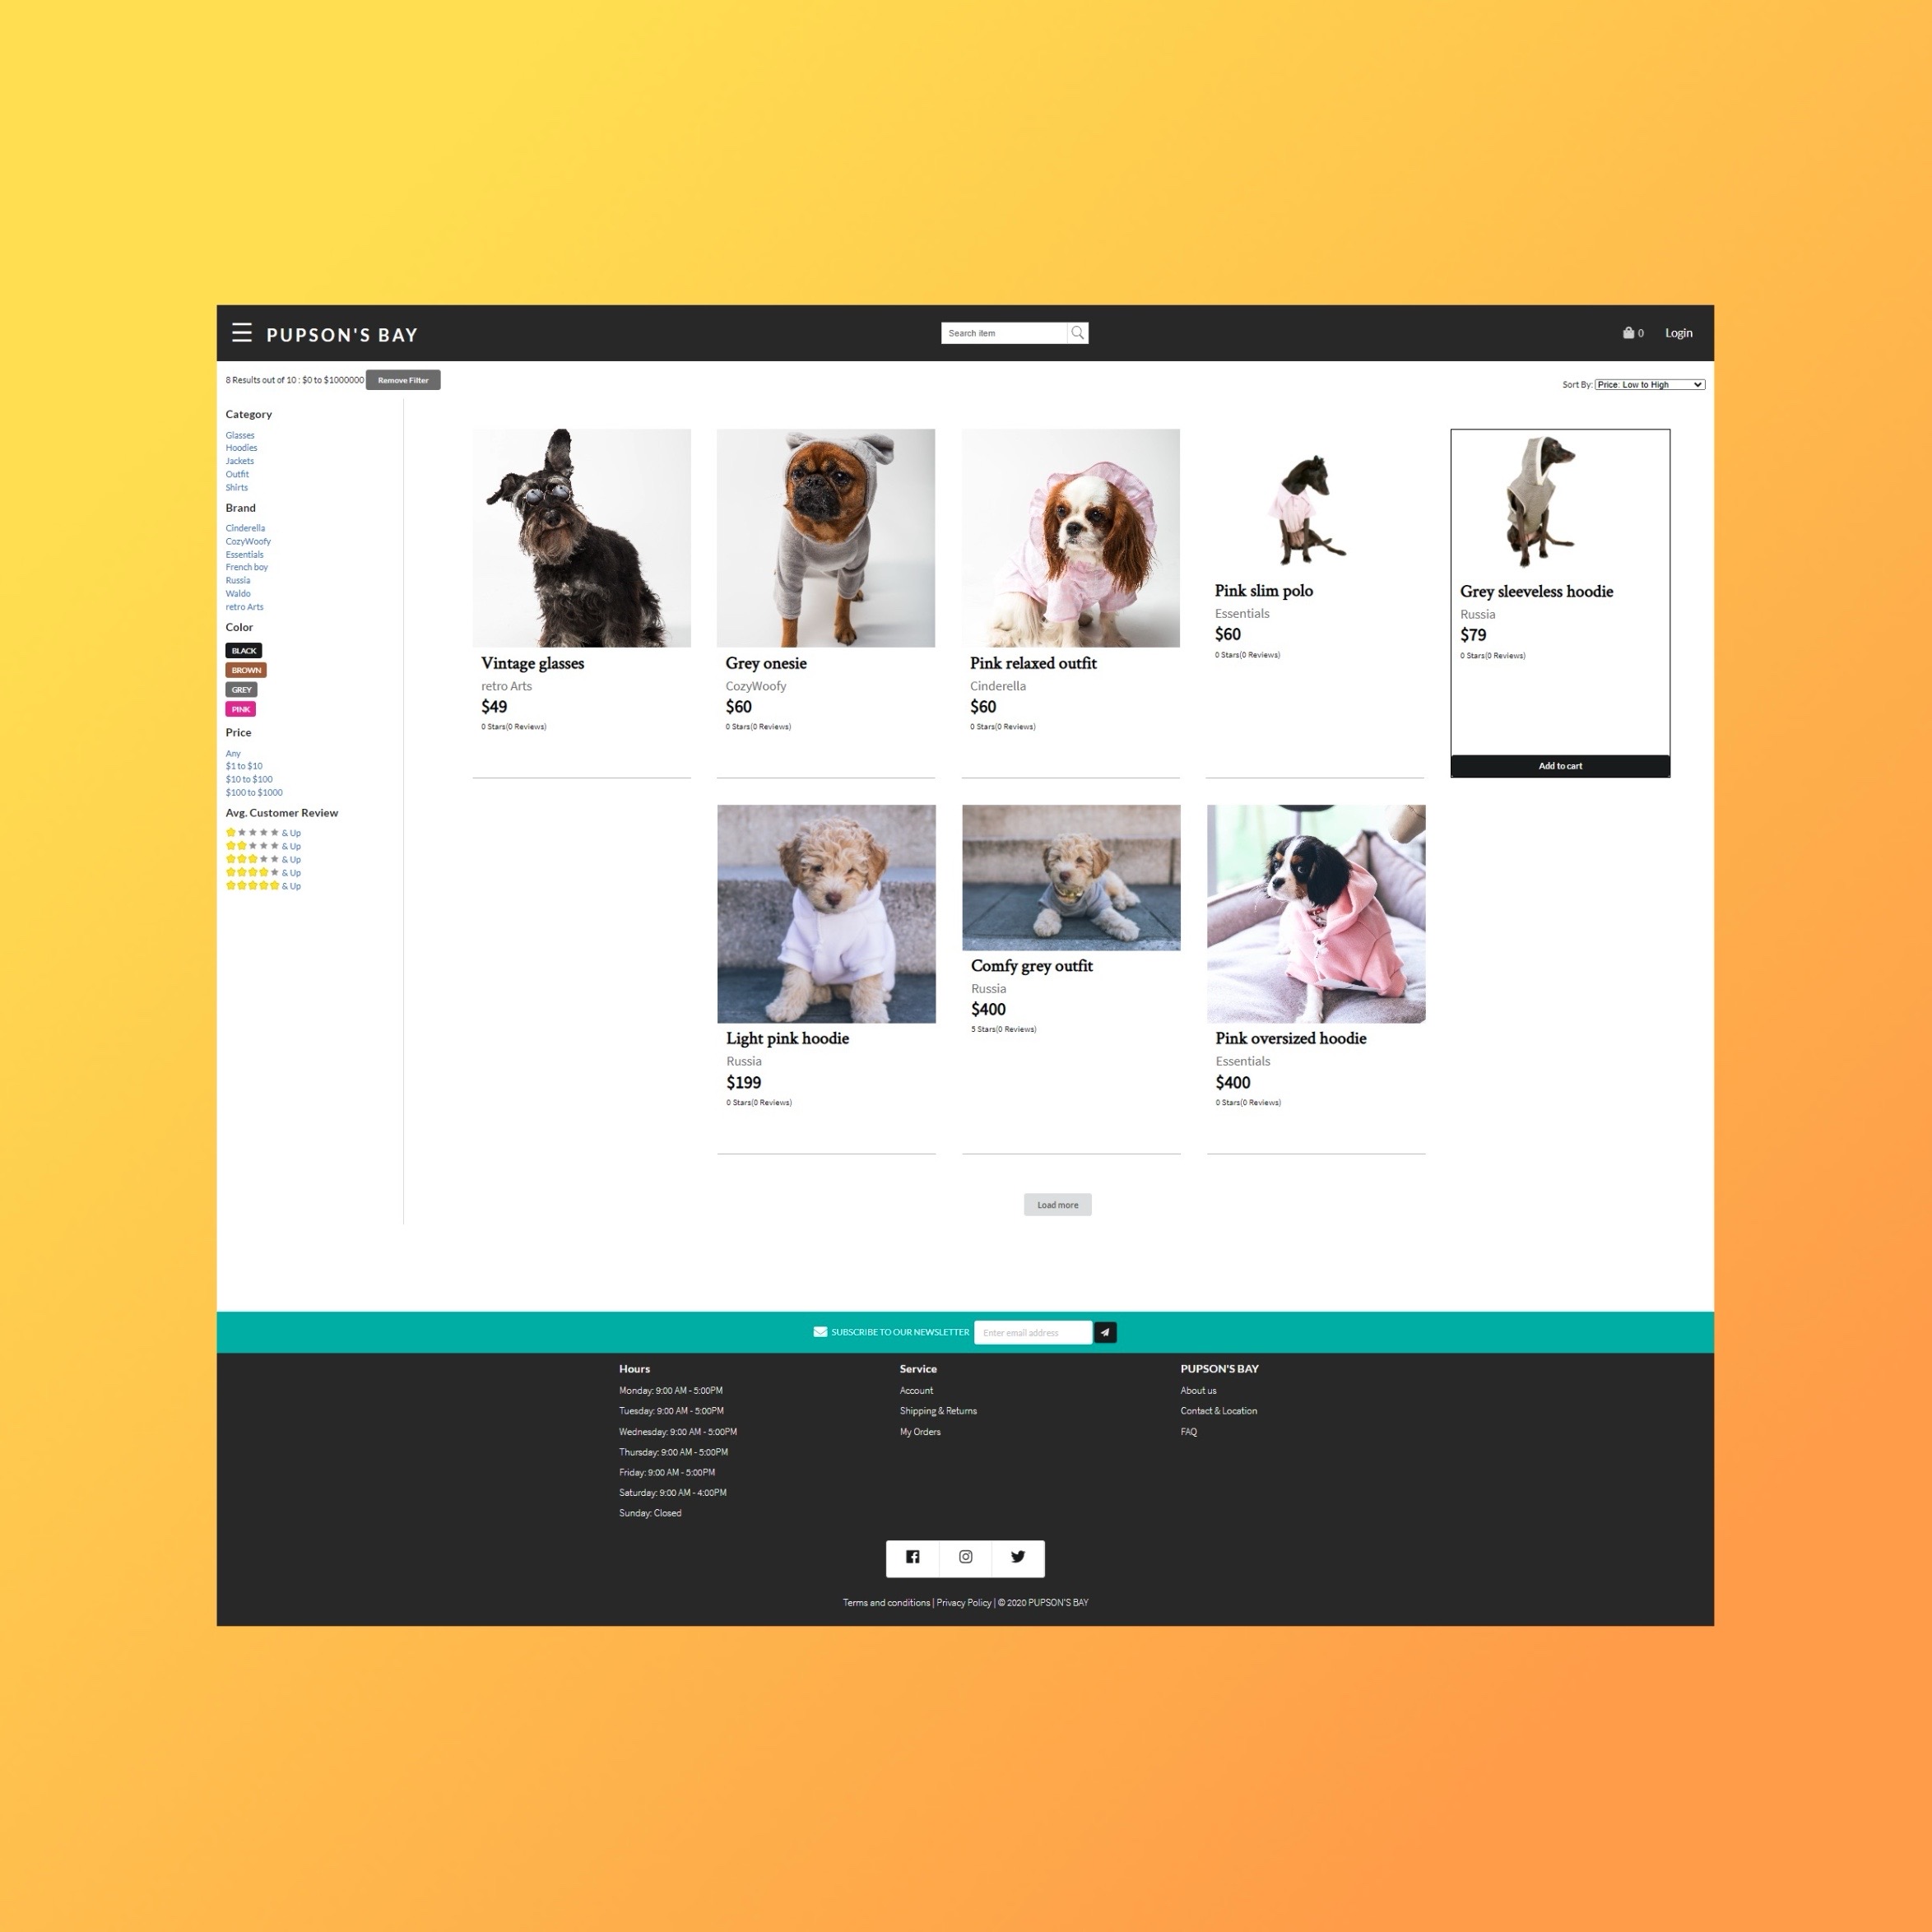 PUPSON'S BAY
Search item
0
Login
8 Results out of 10 : $0 to $1000000
Remove Filter
Sort By: Price: Low to High
Category
Glasses
Hoodies
Jackets
Outfit
Shirts
Brand
Cinderella
CozyWoofy
Essentials
French boy
Russia
Waldo
retro Arts
Color
BLACK
BROWN
GREY
PINK
Price
Any
$1 to $10
$10 to $100
$100 to $1000
Avg. Customer Review
& Up
& Up
& Up
& Up
& Up
Vintage glasses
retro Arts
$49
0 Stars(0 Reviews)
Grey onesie
CozyWoofy
$60
0 Stars(0 Reviews)
Pink relaxed outfit
Cinderella
$60
0 Stars(0 Reviews)
Pink slim polo
Essentials
$60
0 Stars(0 Reviews)
Grey sleeveless hoodie
Russia
$79
0 Stars(0 Reviews)
Add to cart
Light pink hoodie
Russia
$199
0 Stars(0 Reviews)
Comfy grey outfit
Russia
$400
5 Stars(0 Reviews)
Pink oversized hoodie
Essentials
$400
0 Stars(0 Reviews)
Load more
SUBSCRIBE TO OUR NEWSLETTER
Enter email address
Hours
Monday: 9:00 AM - 5:00PM
Tuesday: 9:00 AM - 5:00PM
Wednesday: 9:00 AM - 5:00PM
Thursday: 9:00 AM - 5:00PM
Friday: 9:00 AM - 5:00PM
Saturday: 9:00 AM - 4:00PM
Sunday: Closed
Service
Account
Shipping & Returns
My Orders
PUPSON'S BAY
About us
Contact & Location
FAQ
Terms and conditions | Privacy Policy | © 2020 PUPSON'S BAY